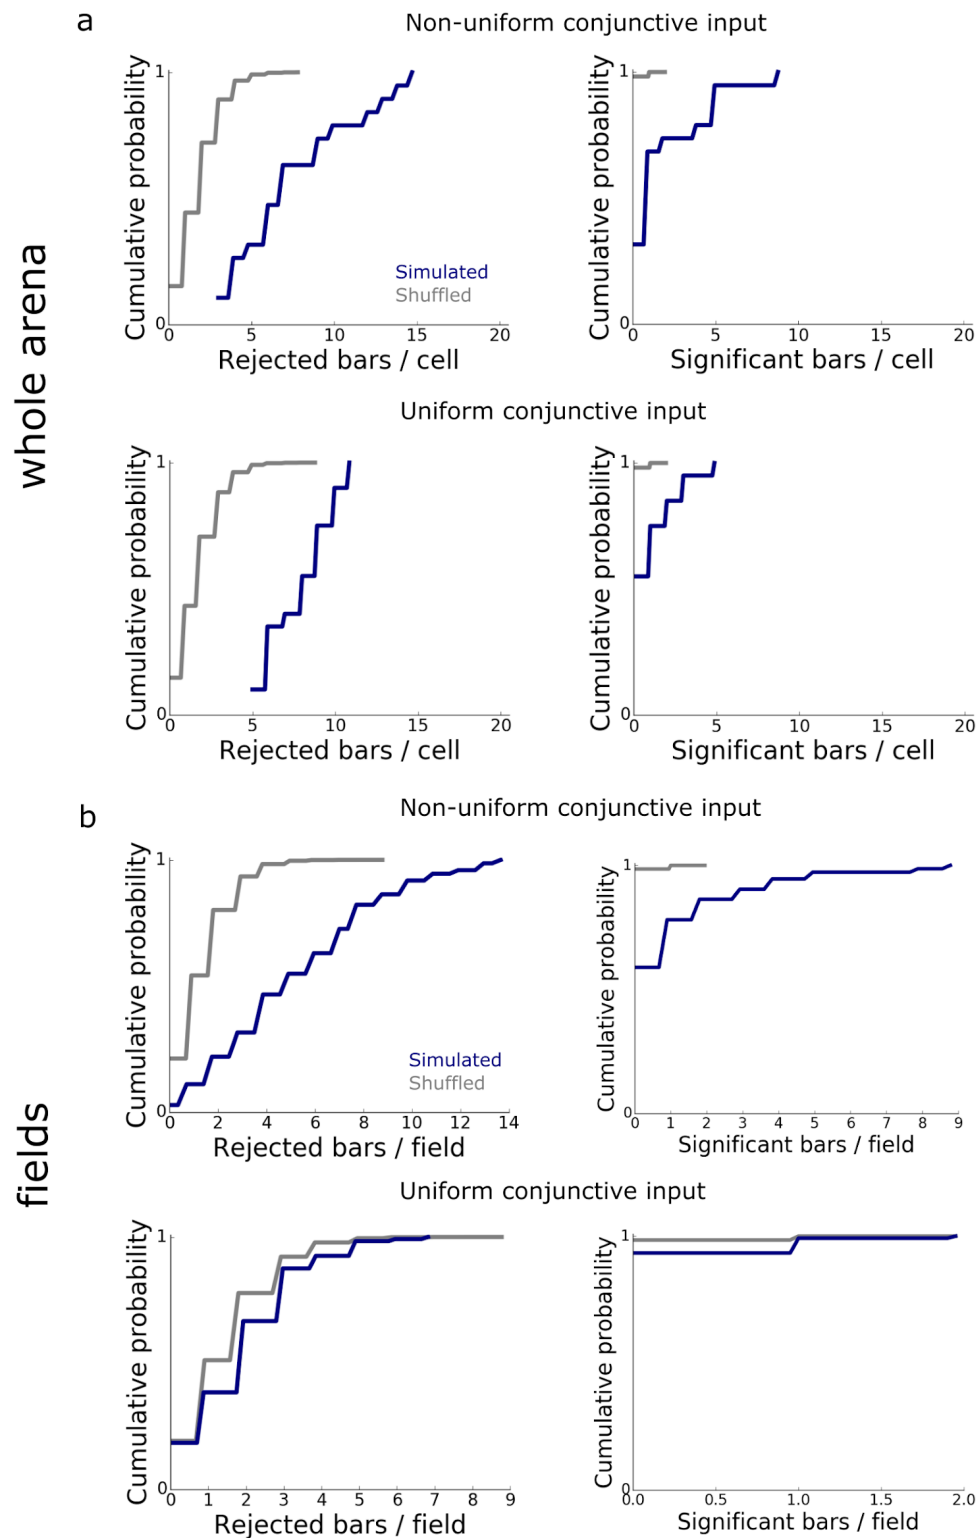 a
Non-uniform conjunctive input
whole arena
Cumulative probability
1
0
0 5 10 15 20
Rejected bars / cell
Simulated
Shuffled
Cumulative probability
1
0
0 5 10 15 20
Significant bars / cell
Uniform conjunctive input
Cumulative probability
1
0
0 5 10 15 20
Rejected bars / cell
Cumulative probability
1
0
0 5 10 15 20
Significant bars / cell
b
Non-uniform conjunctive input
fields
Cumulative probability
1
0
0 2 4 6 8 10 12 14
Rejected bars / field
Simulated
Shuffled
Cumulative probability
1
0
0 1 2 3 4 5 6 7 8 9
Significant bars / field
Uniform conjunctive input
Cumulative probability
1
0
0 1 2 3 4 5 6 7 8 9
Rejected bars / field
Cumulative probability
1
0
0.0 0.5 1.0 1.5 2.0
Significant bars / field